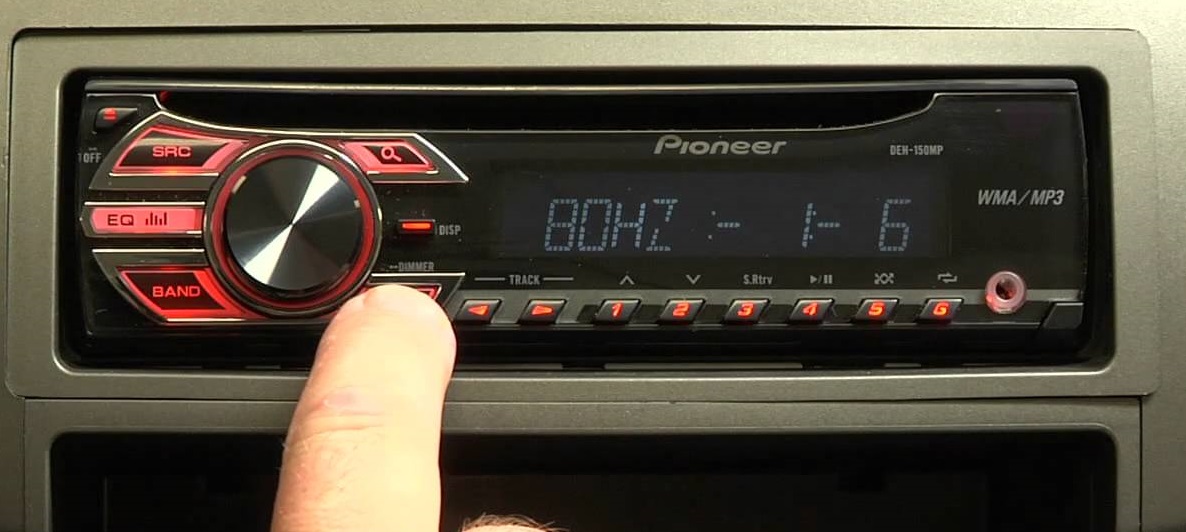 OFF
SRC
Pioneer
DEH-150MP
WMA/MP3
EQ
DISP
80HZ :- 1- 6
DIMMER
BAND
TRACK
S.Rtrv
1 2 3 4 5 6